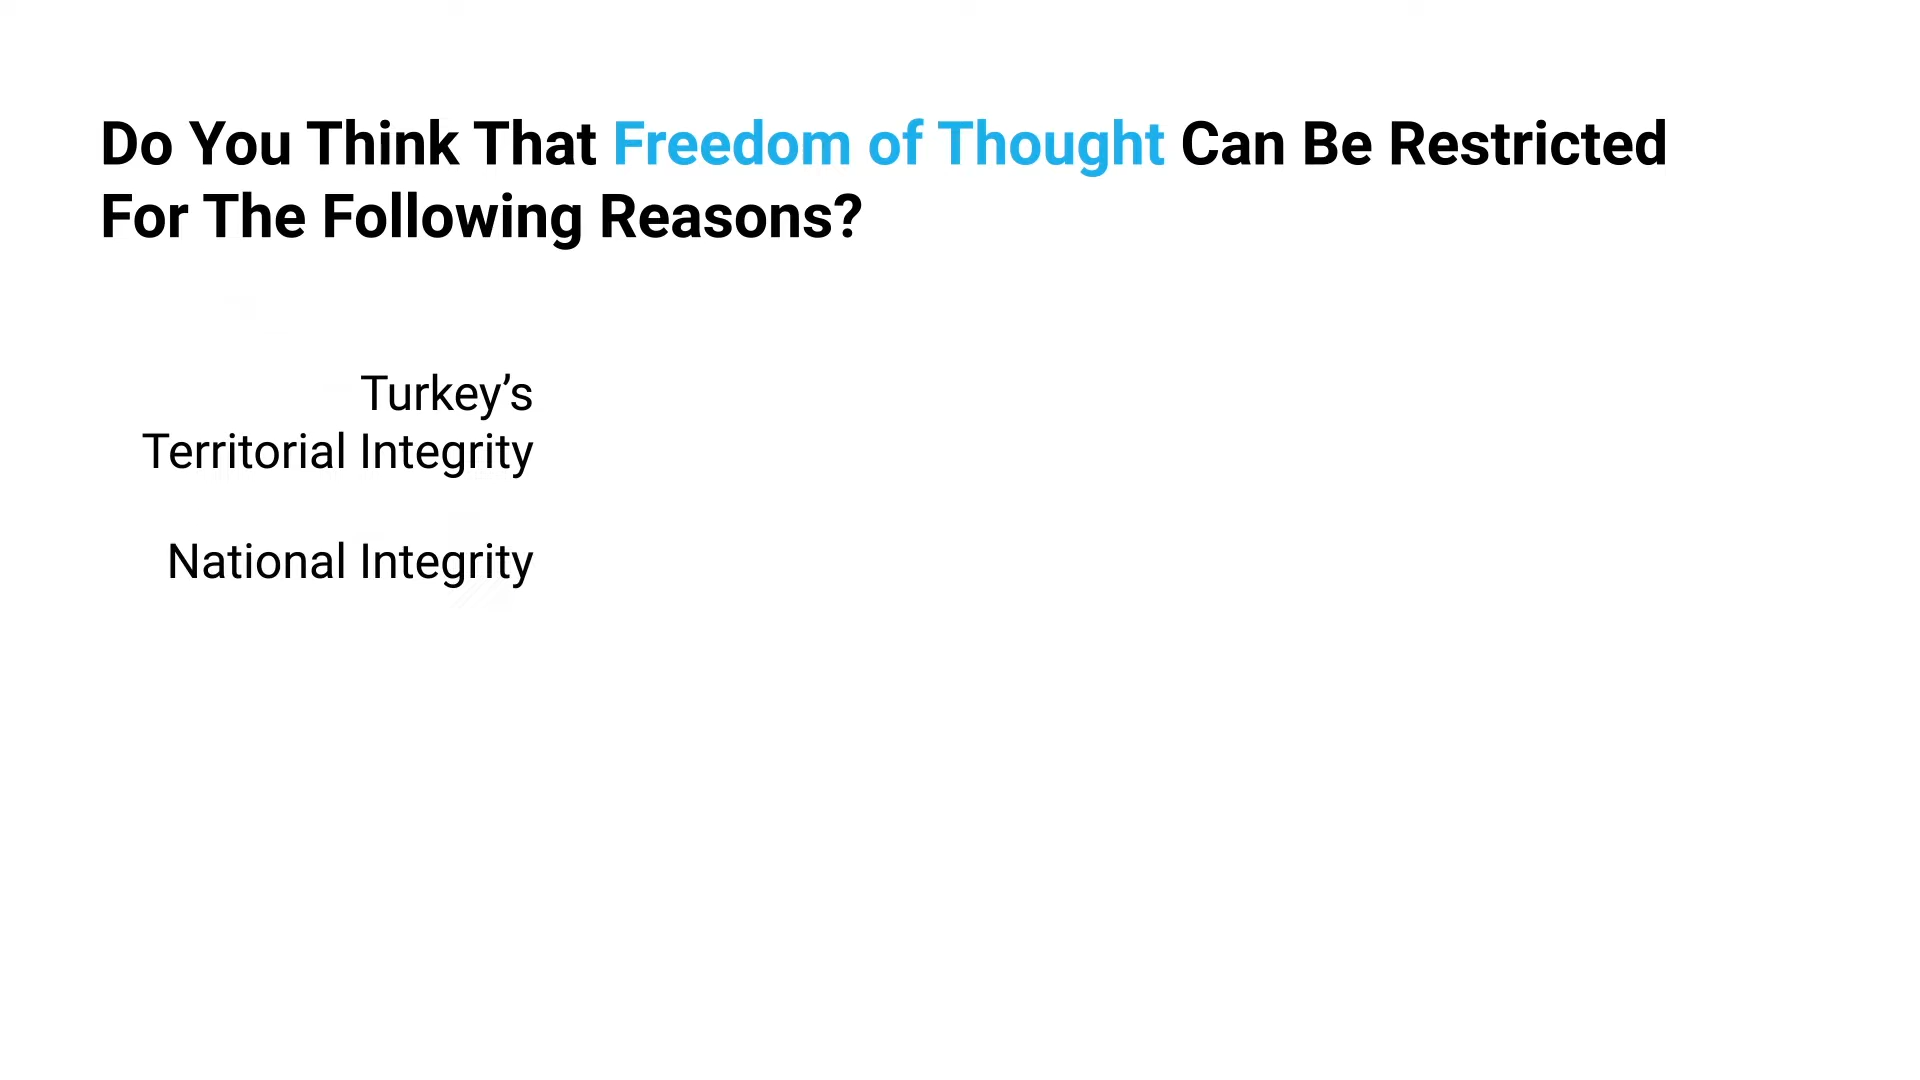 Do You Think That Freedom of Thought Can Be Restricted
For The Following Reasons?
Turkey’s
Territorial Integrity
National Integrity